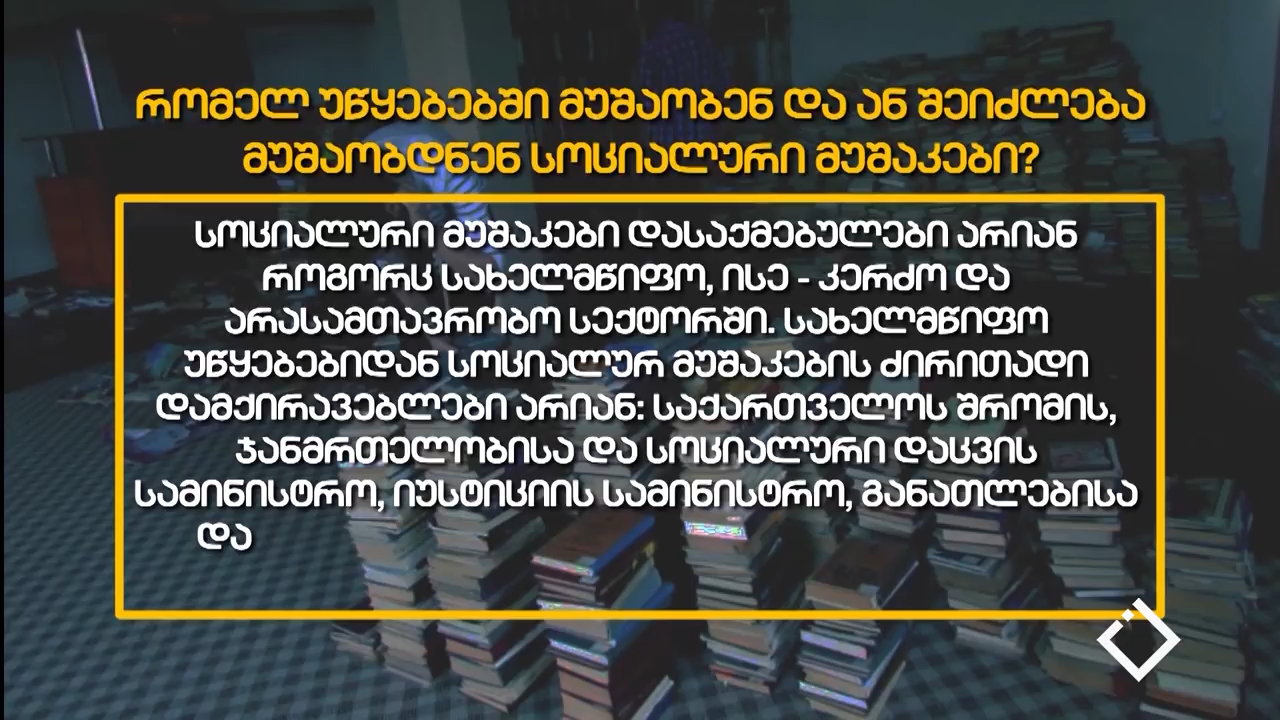 რომელ უწყებებში მუშაობენ და ან შეიძლება
მუშაობდნენ სოციალური მუშაკები?
სოციალური მუშაკები დასაქმებულები არიან
როგორც სახელმწიფო, ისე - კერძო და
არასამთავრობო სექტორში. სახელმწიფო
უწყებებიდან სოციალურ მუშაკების ძირითადი
დამქირავებლები არიან: საქართველოს შრომის,
ჯანმრთელობისა და სოციალური დაცვის
სამინისტრო, იუსტიციის სამინისტრო, განათლებისა
და